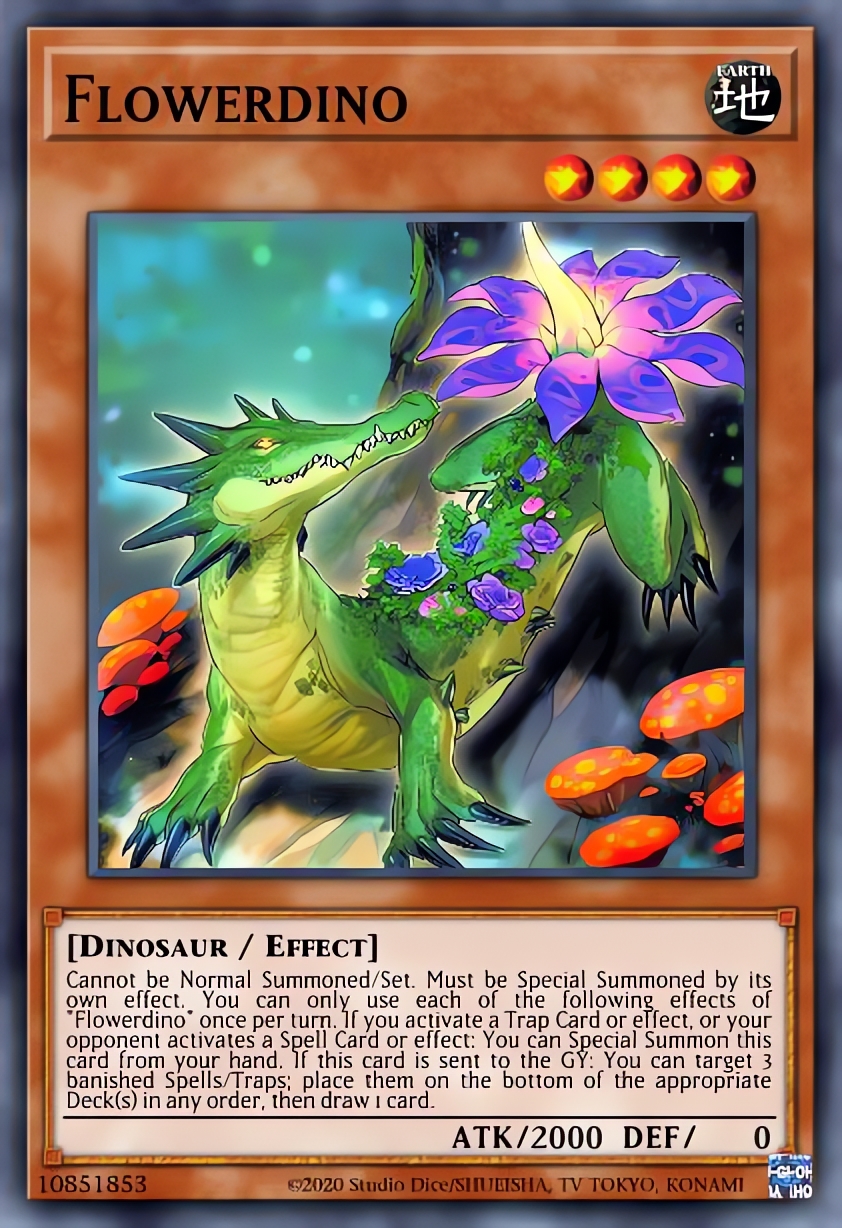 Flowerdino
EARTH
地
[Dinosaur / Effect]
Cannot be Normal Summoned/Set. Must be Special Summoned by its
own effect. You can only use each of the following effects of
"Flowerdino" once per turn. If you activate a Trap Card or effect, or your
opponent activates a Spell Card or effect: You can Special Summon this
card from your hand. If this card is sent to the GY: You can target 3
banished Spells/Traps; place them on the bottom of the appropriate
Deck(s) in any order, then draw 1 card.
ATK/2000 DEF/ 0
10851853 ©2020 Studio Dice/SHUEISHA, TV TOKYO, KONAMI